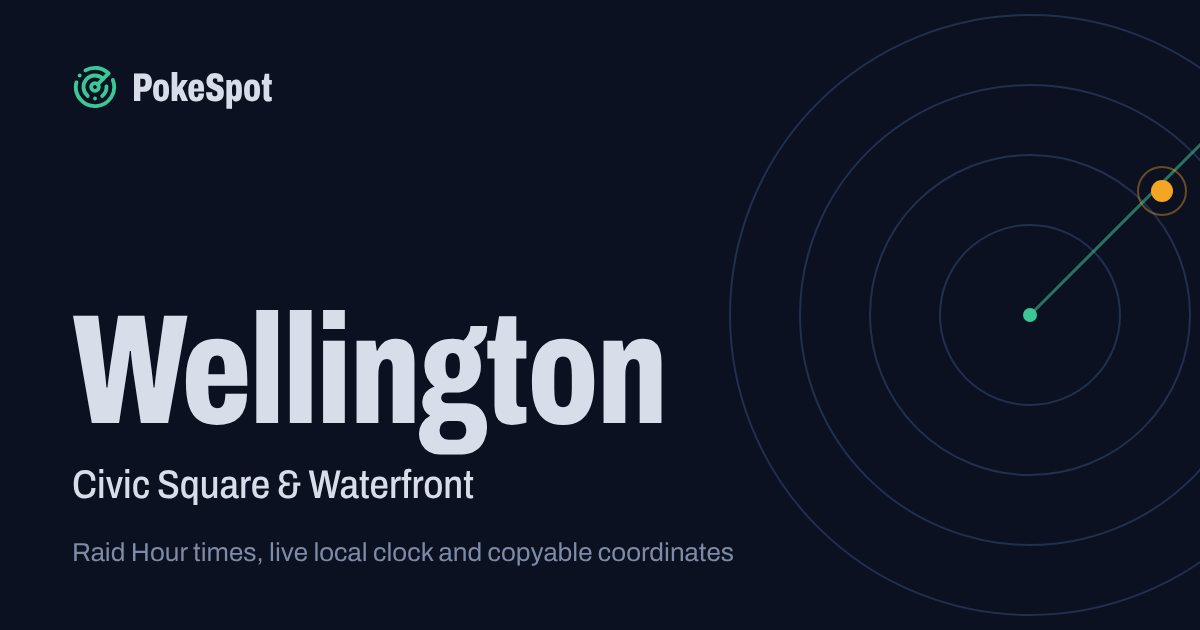 PokeSpot
Wellington
Civic Square & Waterfront
Raid Hour times, live local clock and copyable coordinates